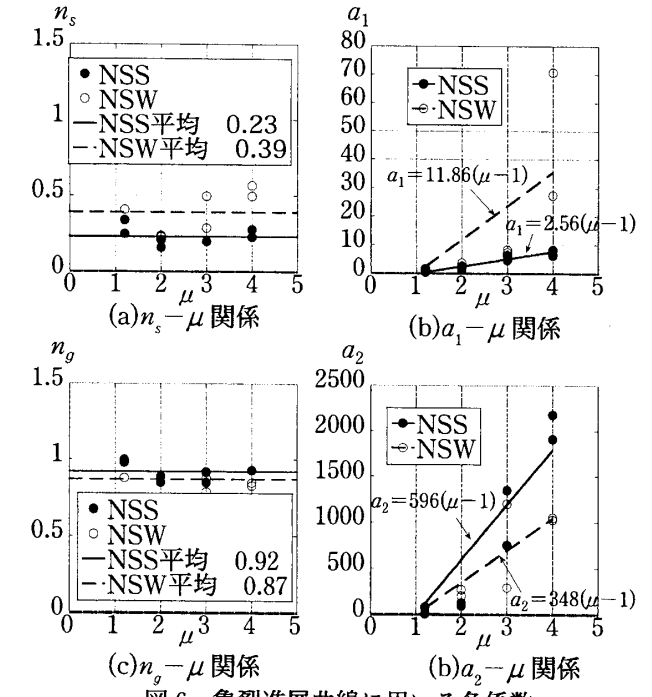 n_s
1.5
1
0.5
0
● NSS
○ NSW
NSS平均 0.23
NSW平均 0.39
0 1 2 3 4 5
μ
(a)n_s−μ関係
a_1
80
70
60
50
40
30
20
10
0
NSS
NSW
a_1=11.86(μ−1)
a_1=2.56(μ−1)
0 1 2 3 4 5
μ
(b)a_1−μ関係
n_g
1.5
1
0.5
0
● NSS
○ NSW
NSS平均 0.92
NSW平均 0.87
0 1 2 3 4 5
μ
(c)n_g−μ関係
a_2
2500
2000
1500
1000
500
0
NSS
NSW
a_2=596(μ−1)
a_2=348(μ−1)
0 1 2 3 4 5
μ
(b)a_2−μ関係